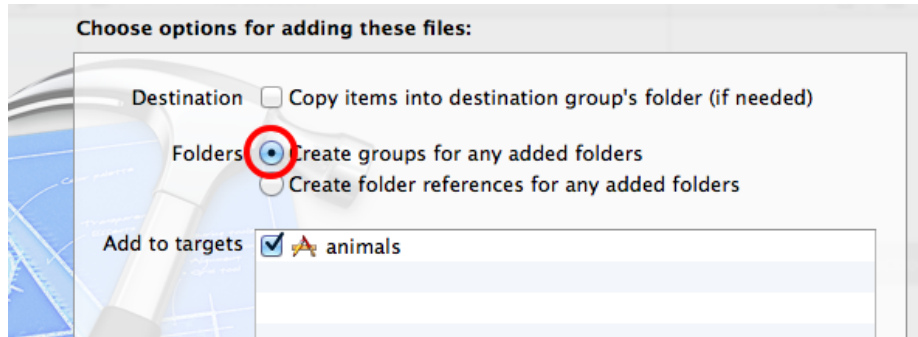 Choose options for adding these files:
Destination Copy items into destination group's folder (if needed)
Folders Create groups for any added folders
Create folder references for any added folders
Add to targets animals